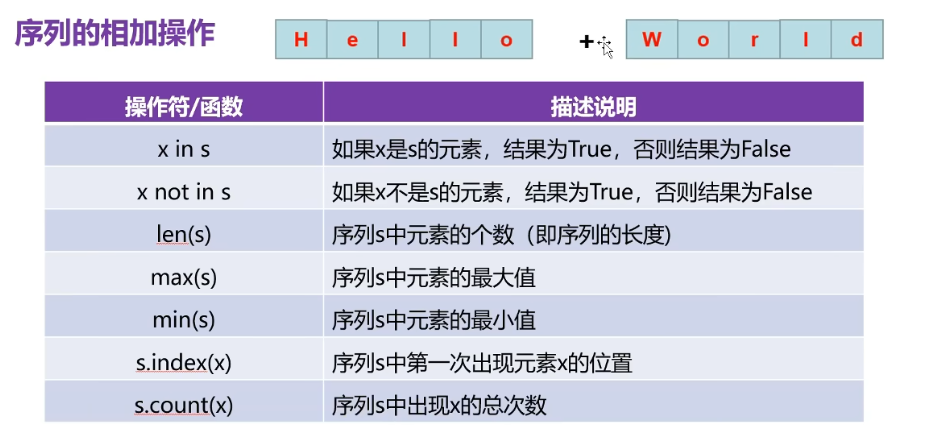 序列的相加操作
H e l l o + W o r l d
操作符/函数 描述说明
x in s 如果x是s的元素，结果为True，否则结果为False
x not in s 如果x不是s的元素，结果为True，否则结果为False
len(s) 序列s中元素的个数（即序列的长度)
max(s) 序列s中元素的最大值
min(s) 序列s中元素的最小值
s.index(x) 序列s中第一次出现元素x的位置
s.count(x) 序列s中出现x的总次数